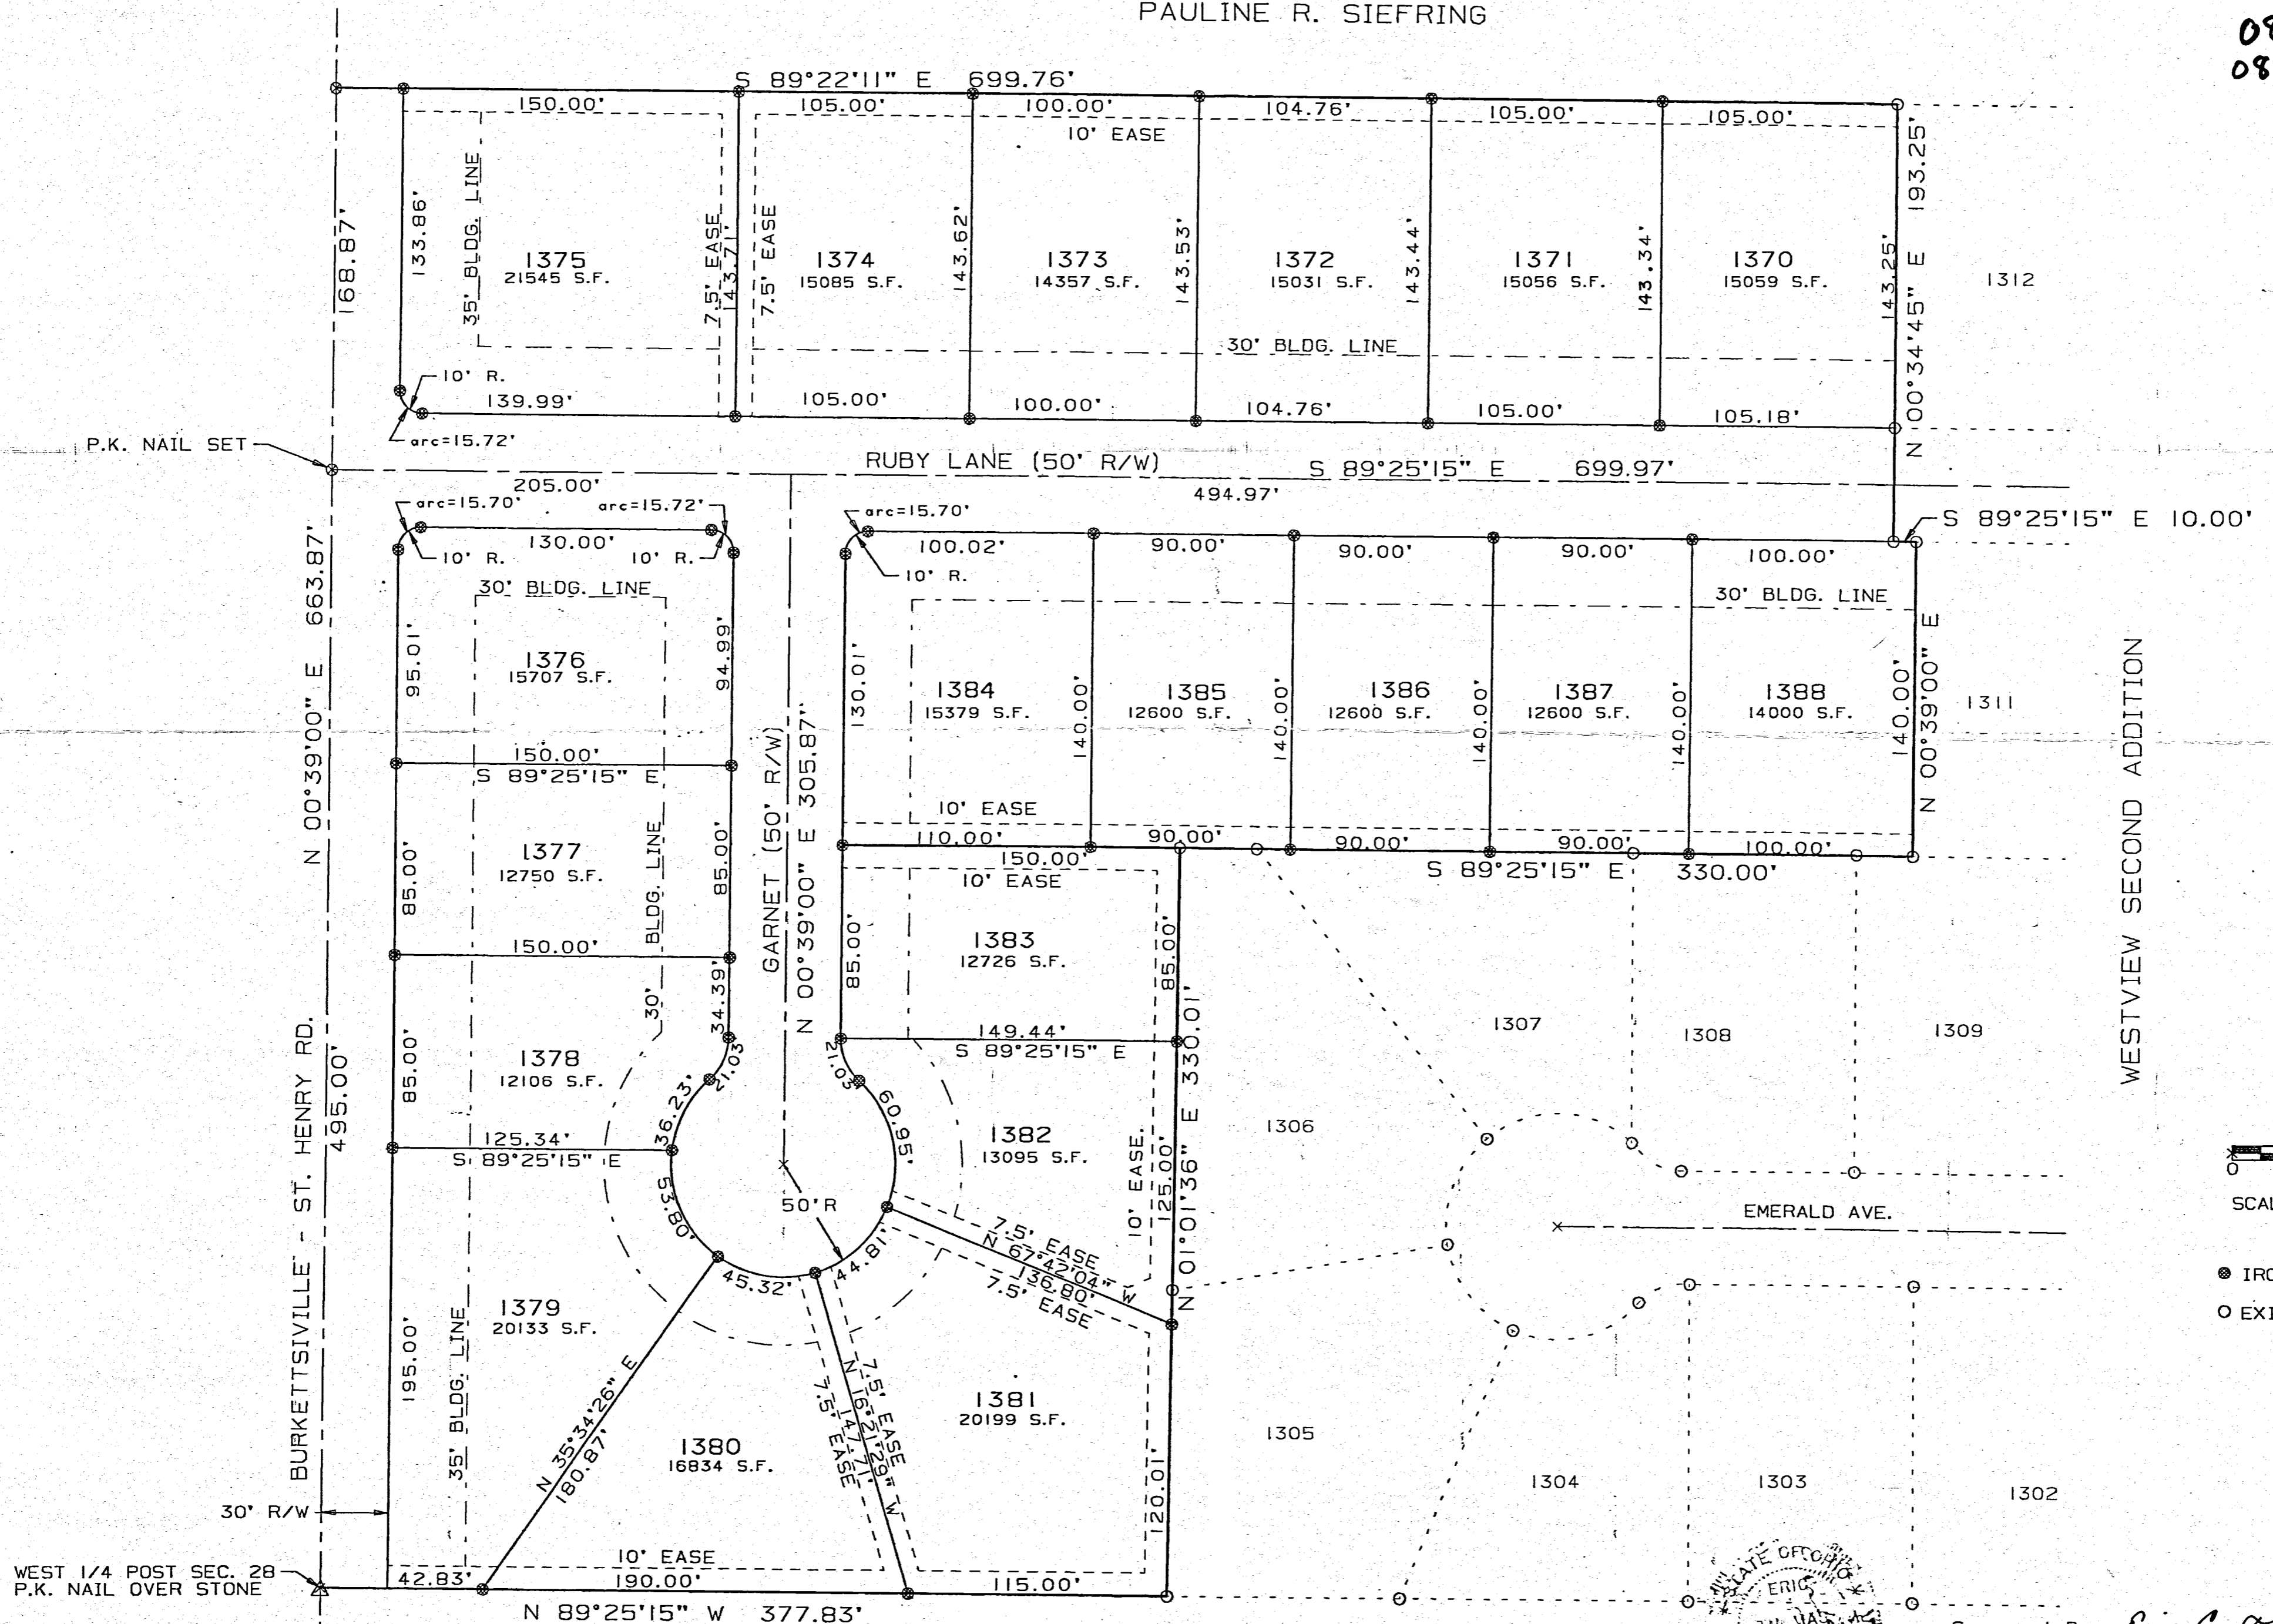 PAULINE R. SIEFRING
08
08
S 89°22'11" E 699.76'
150.00'
105.00'
100.00'
104.76'
105.00'
105.00'
10' EASE
168.87'
133.86'
35' BLDG. LINE
1375
21545 S.F.
7.5' EASE
143.71'
7.5' EASE
1374
15085 S.F.
143.62'
1373
14357 S.F.
143.53'
1372
15031 S.F.
143.44'
1371
15056 S.F.
143.34'
1370
15059 S.F.
143.25'
N 00°34'45" E 193.25'
1312
30' BLDG. LINE
10' R.
139.99'
arc=15.72'
105.00'
100.00'
104.76'
105.00'
105.18'
P.K. NAIL SET
RUBY LANE (50' R/W)
S 89°25'15" E 699.97'
205.00'
494.97'
arc=15.70'
arc=15.72'
arc=15.70'
S 89°25'15" E 10.00'
130.00'
10' R.
10' R.
10' R.
100.02'
90.00'
90.00'
90.00'
100.00'
30' BLDG. LINE
30' BLDG. LINE
N 00°39'00" E 663.87'
95.01'
1376
15707 S.F.
94.99'
130.01'
1384
15379 S.F.
140.00'
1385
12600 S.F.
140.00'
1386
12600 S.F.
140.00'
1387
12600 S.F.
140.00'
1388
14000 S.F.
140.00'
N 00°39'00" E
1311
WESTVIEW SECOND ADDITION
150.00'
S 89°25'15" E
GARNET (50' R/W)
N 00°39'00" E 305.87"
10' EASE
110.00'
90.00'
90.00'
90.00'
100.00'
150.00'
10' EASE
S 89°25'15" E 330.00'
85.00'
1377
12750 S.F.
30' BLDG. LINE
85.00'
85.00'
1383
12726 S.F.
85.00'
150.00'
34.39'
149.44'
S 89°25'15" E
1307
1308
1309
BURKETTSIVILLE - ST. HENRY RD.
495.00'
85.00'
1378
12106 S.F.
21.03'
21.03'
36.23'
60.95'
1382
13095 S.F.
10' EASE.
125.00'
N 01°01'36" E 330.01'
1306
125.34'
S 89°25'15" E
53.80'
50'R
EMERALD AVE.
0
SCAL
IRO
EXI
45.32'
44.81'
7.5' EASE
N 67°42'04" W
136.80'
7.5' EASE
1379
20133 S.F.
195.00'
35' BLDG. LINE
N 35°34'26" E
180.87'
1380
16834 S.F.
7.5' EASE
N 16°21'29" W
147.71'
7.5' EASE
1381
20199 S.F.
120.01'
1305
1304
1303
1302
30' R/W
WEST 1/4 POST SEC. 28
P.K. NAIL OVER STONE
42.83'
10' EASE
190.00'
115.00'
N 89°25'15" W 377.83'
STATE OF OHIO
ERIC